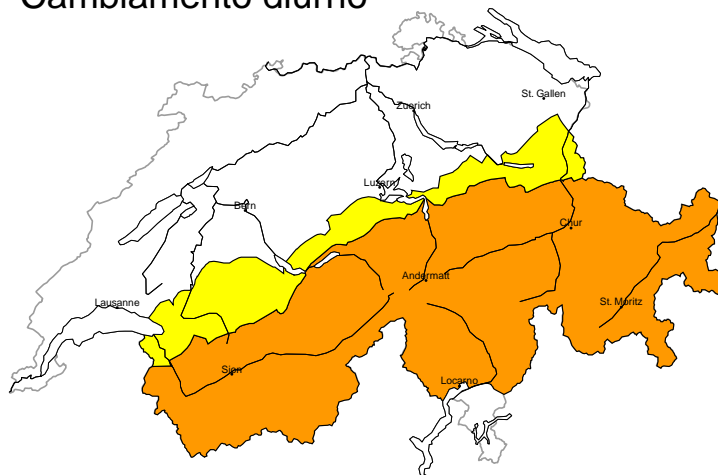 Cambiamento diurno
St. Gallen
Zuerich
Luzern
Bern
Chur
Andermatt
Lausanne
St. Moritz
Sion
Locarno